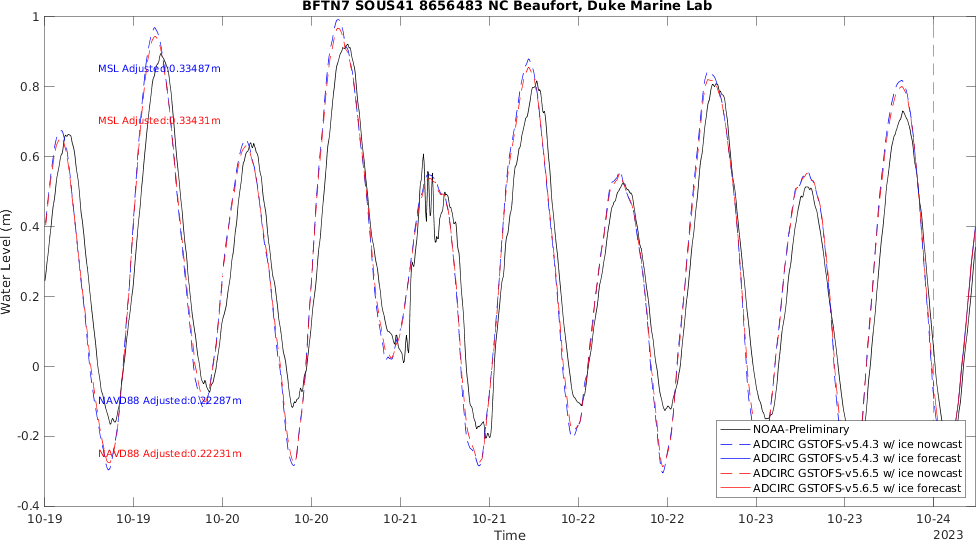 BFTN7 SOUS41 8656483 NC Beaufort, Duke Marine Lab
Water Level (m)
1
0.8
0.6
0.4
0.2
0
-0.2
-0.4
MSL Adjusted:0.33487m
MSL Adjusted:0.33431m
NAVD88 Adjusted:0.22287m
NAVD88 Adjusted:0.22231m
NOAA-Preliminary
ADCIRC GSTOFS-v5.4.3 w/ ice nowcast
ADCIRC GSTOFS-v5.4.3 w/ ice forecast
ADCIRC GSTOFS-v5.6.5 w/ ice nowcast
ADCIRC GSTOFS-v5.6.5 w/ ice forecast
10-19 10-19 10-20 10-20 10-21 10-21 10-22 10-22 10-23 10-23 10-24
Time
2023